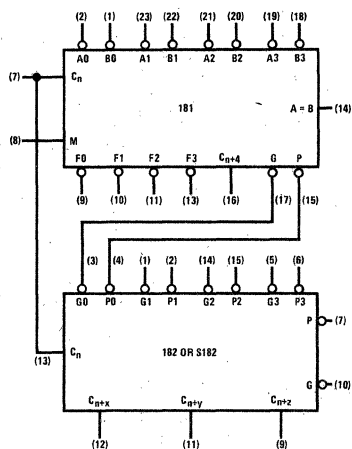 (2) (1) (23) (22) (21) (20) (19) (18)
A0 B0 A1 B1 A2 B2 A3 B3
(7) Cn
181 A = B (14)
(8) M
F0 F1 F2 F3 Cn+4 G P
(9) (10) (11) (13) (16) (17) (15)
(3) (4) (1) (2) (14) (15) (5) (6)
G0 P0 G1 P1 G2 P2 G3 P3
P (7)
Cn 182 OR S182
(13)
G (10)
Cn+x Cn+y Cn+z
(12) (11) (9)